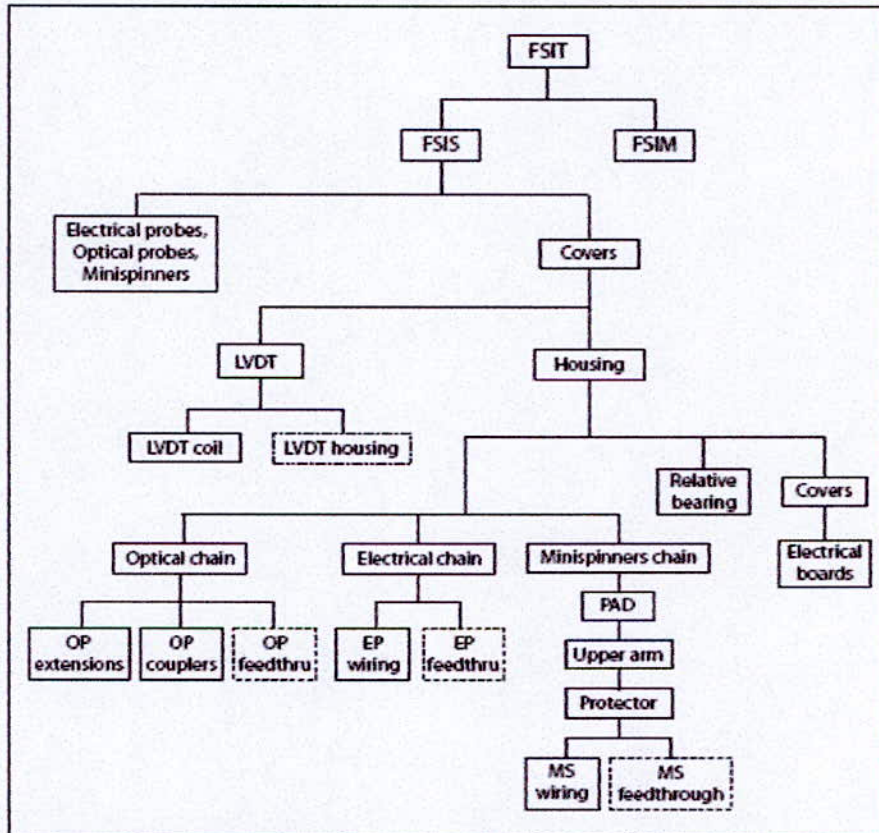 FSIT
FSIS
FSIM
Electrical probes,
Optical probes,
Minispinners
Covers
LVDT
Housing
LVDT coil
LVDT housing
Relative
bearing
Covers
Optical chain
Electrical chain
Minispinners chain
Electrical
boards
PAD
OP
extensions
OP
couplers
OP
feedthru
EP
wiring
EP
feedthru
Upper arm
Protector
MS
wiring
MS
feedthrough